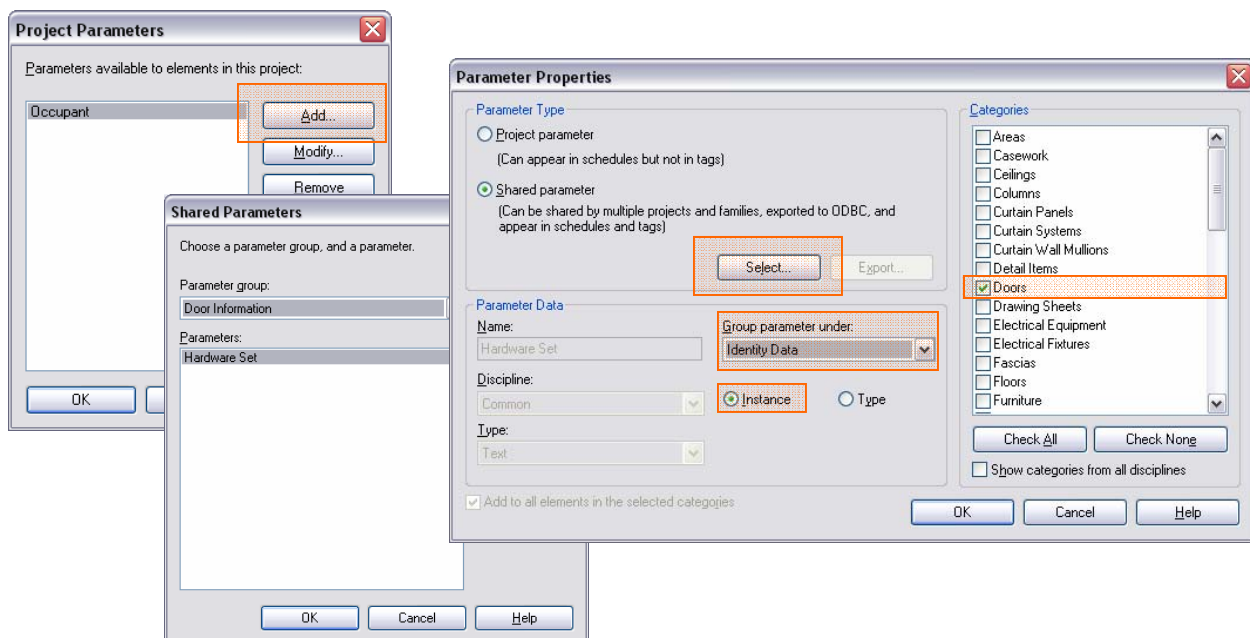 Project Parameters
Parameters available to elements in this project:
Occupant
Add...
Modify...
Remove
OK
Shared Parameters
Choose a parameter group, and a parameter.
Parameter group:
Door Information
Parameters:
Hardware Set
OK
Cancel
Help
Parameter Properties
Parameter Type
Project parameter
(Can appear in schedules but not in tags)
Shared parameter
(Can be shared by multiple projects and families, exported to ODBC, and
appear in schedules and tags)
Select...
Export...
Parameter Data
Name:
Hardware Set
Discipline:
Common
Type:
Text
Group parameter under:
Identity Data
Instance
Type
Add to all elements in the selected categories
Categories
Areas
Casework
Ceilings
Columns
Curtain Panels
Curtain Systems
Curtain Wall Mullions
Detail Items
Doors
Drawing Sheets
Electrical Equipment
Electrical Fixtures
Fascias
Floors
Furniture
Check All
Check None
Show categories from all disciplines
OK
Cancel
Help